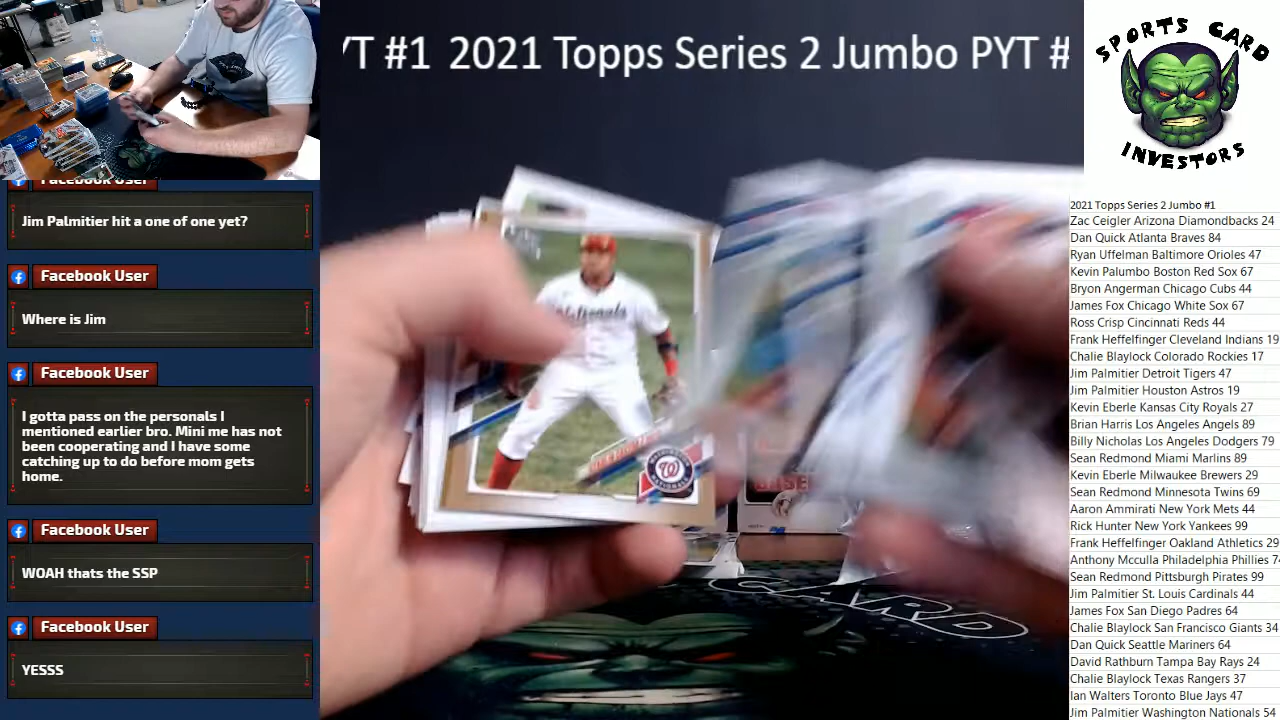 /T #1 2021 Topps Series 2 Jumbo PYT #
SPORTS CARD
INVESTORS
Facebook User
Jim Palmitier hit a one of one yet?
Facebook User
Where is Jim
Facebook User
I gotta pass on the personals I
mentioned earlier bro. Mini me has not
been cooperating and I have some
catching up to do before mom gets
home.
Facebook User
WOAH thats the SSP
Facebook User
YESSS
Nationals
W
CARD
2021 Topps Series 2 Jumbo #1
Zac Ceigler Arizona Diamondbacks 24
Dan Quick Atlanta Braves 84
Ryan Uffelman Baltimore Orioles 47
Kevin Palumbo Boston Red Sox 67
Bryon Angerman Chicago Cubs 44
James Fox Chicago White Sox 67
Ross Crisp Cincinnati Reds 44
Frank Heffelfinger Cleveland Indians 19
Chalie Blaylock Colorado Rockies 17
Jim Palmitier Detroit Tigers 47
Jim Palmitier Houston Astros 19
Kevin Eberle Kansas City Royals 27
Brian Harris Los Angeles Angels 89
Billy Nicholas Los Angeles Dodgers 79
Sean Redmond Miami Marlins 89
Kevin Eberle Milwaukee Brewers 29
Sean Redmond Minnesota Twins 69
Aaron Ammirati New York Mets 44
Rick Hunter New York Yankees 99
Frank Heffelfinger Oakland Athletics 29
Anthony Mcculla Philadelphia Phillies 7
Sean Redmond Pittsburgh Pirates 99
Jim Palmitier St. Louis Cardinals 44
James Fox San Diego Padres 64
Chalie Blaylock San Francisco Giants 34
Dan Quick Seattle Mariners 64
David Rathburn Tampa Bay Rays 24
Chalie Blaylock Texas Rangers 37
Ian Walters Toronto Blue Jays 47
Jim Palmitier Washington Nationals 54